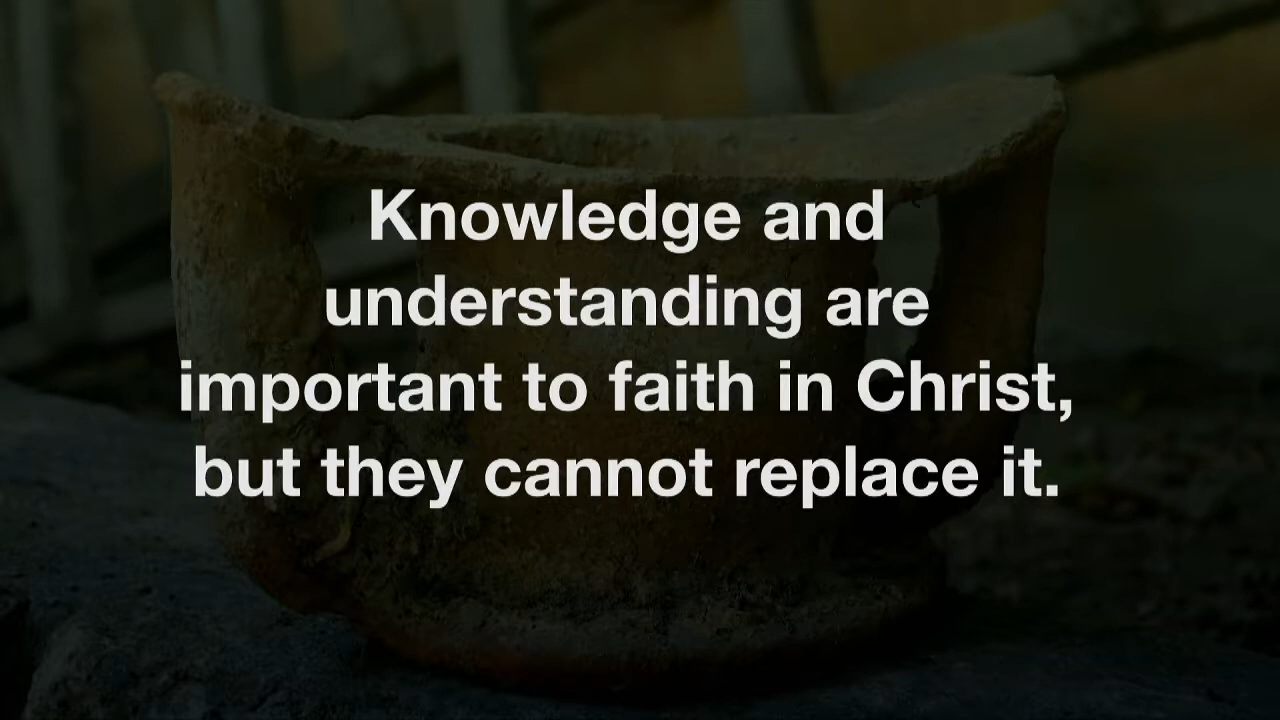 Knowledge and
understanding are
important to faith in Christ,
but they cannot replace it.